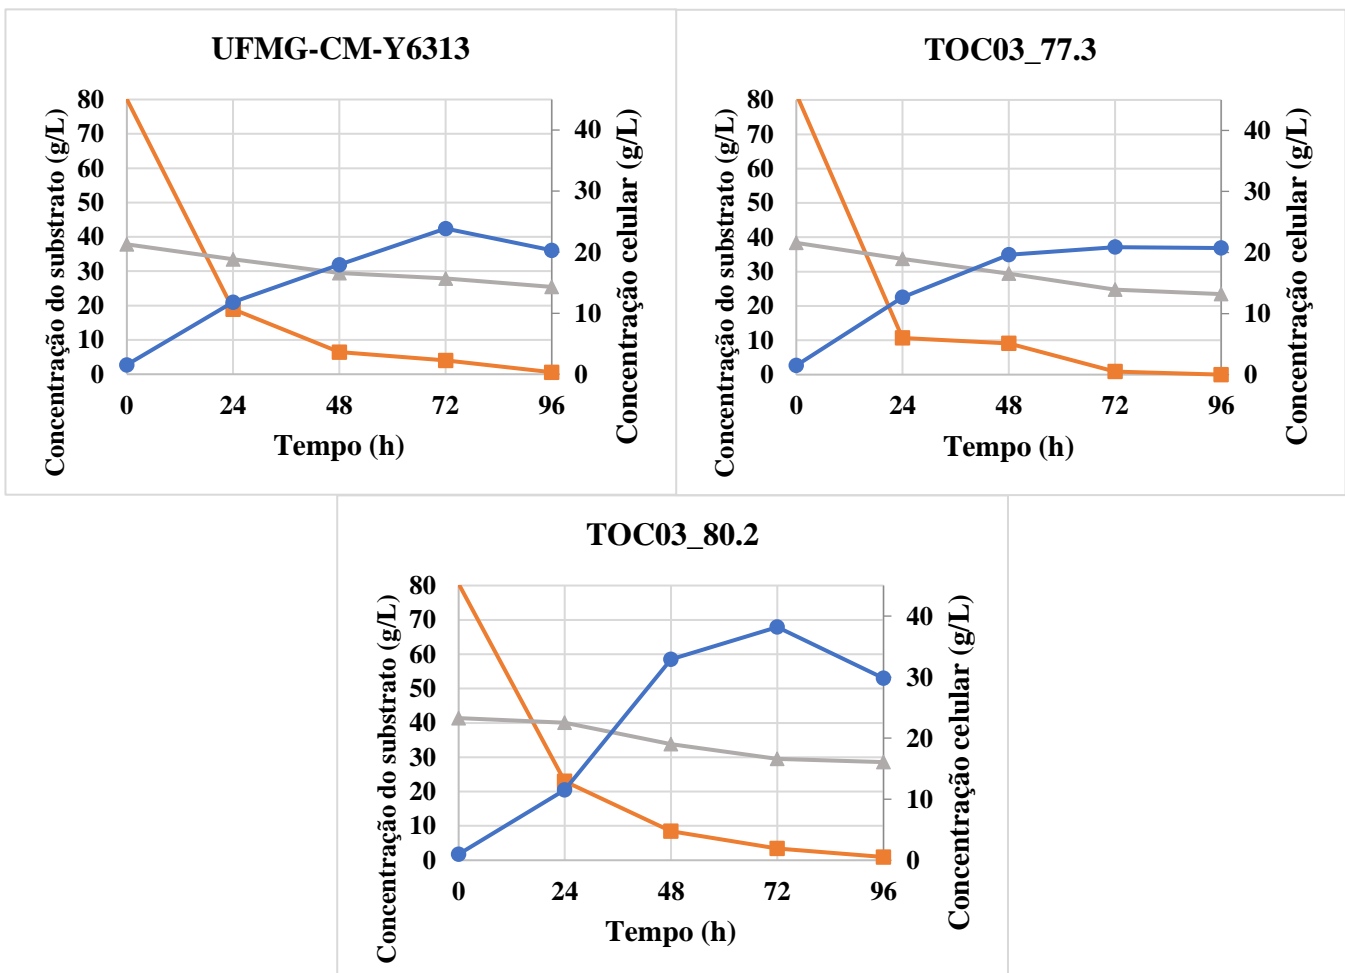 UFMG-CM-Y6313
Concentração do substrato (g/L)
80
70
60
50
40
30
20
10
0
0 24 48 72 96
Tempo (h)
40
30
20
10
0
Concentração celular (g/L)
TOC03_77.3
Concentração do substrato (g/L)
80
70
60
50
40
30
20
10
0
0 24 48 72 96
Tempo (h)
40
30
20
10
0
Concentração celular (g/L)
TOC03_80.2
Concentração do substrato (g/L)
80
70
60
50
40
30
20
10
0
0 24 48 72 96
Tempo (h)
40
30
20
10
0
Concentração celular (g/L)